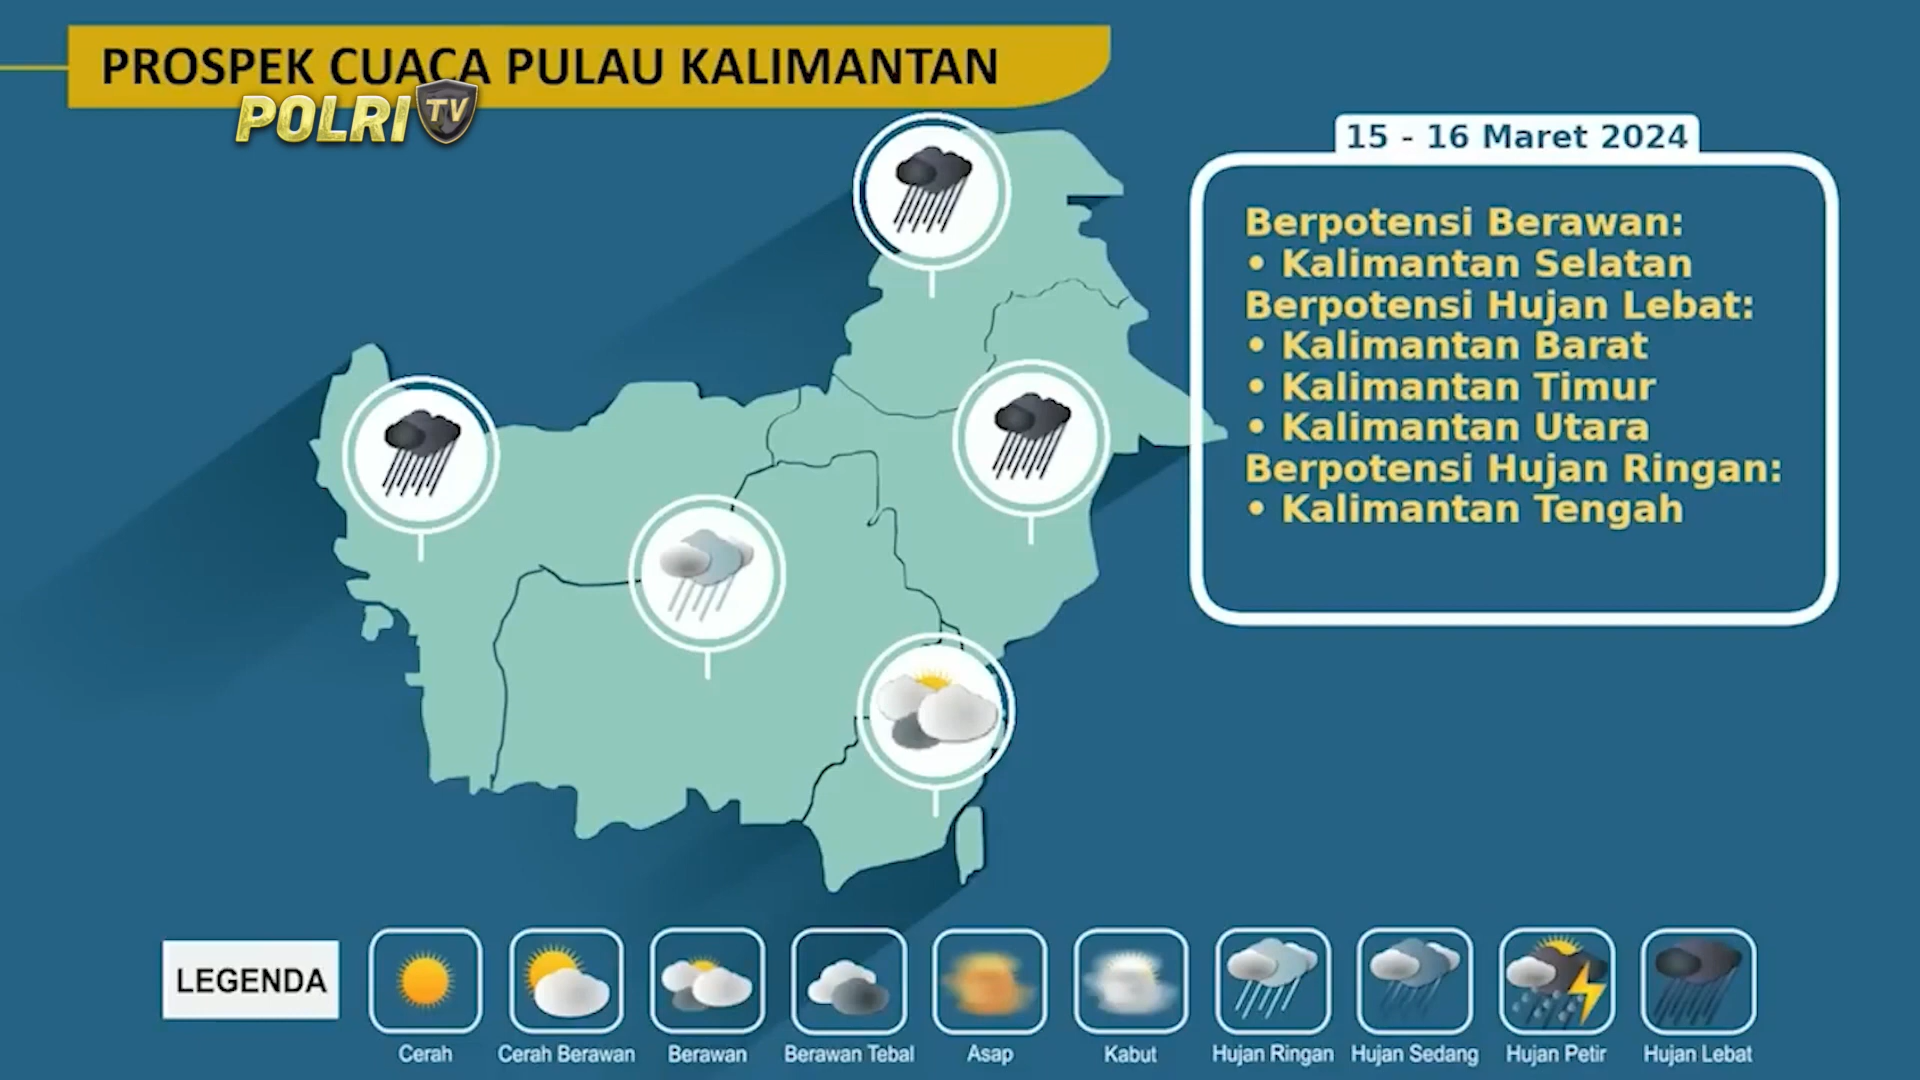 PROSPEK CUACA PULAU KALIMANTAN
POLRI TV
15 - 16 Maret 2024
Berpotensi Berawan:
• Kalimantan Selatan
Berpotensi Hujan Lebat:
• Kalimantan Barat
• Kalimantan Timur
• Kalimantan Utara
Berpotensi Hujan Ringan:
• Kalimantan Tengah
LEGENDA
Cerah
Cerah Berawan
Berawan
Berawan Tebal
Asap
Kabut
Hujan Ringan
Hujan Sedang
Hujan Petir
Hujan Lebat